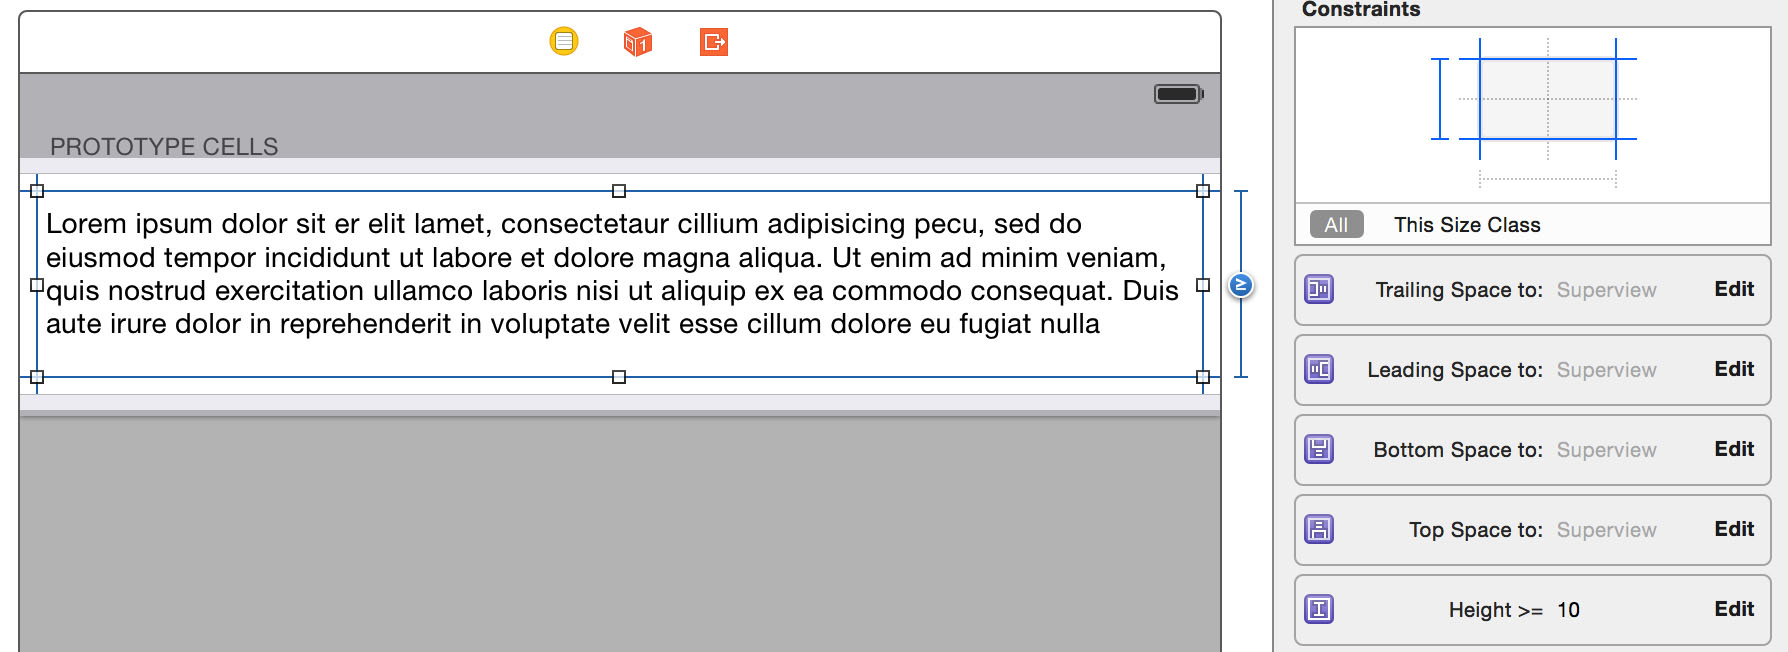 Constraints
1
PROTOTYPE CELLS
Lorem ipsum dolor sit er elit lamet, consectetaur cillium adipisicing pecu, sed do
eiusmod tempor incididunt ut labore et dolore magna aliqua. Ut enim ad minim veniam,
quis nostrud exercitation ullamco laboris nisi ut aliquip ex ea commodo consequat. Duis
aute irure dolor in reprehenderit in voluptate velit esse cillum dolore eu fugiat nulla
≥
All This Size Class
Trailing Space to: Superview Edit
Leading Space to: Superview Edit
Bottom Space to: Superview Edit
Top Space to: Superview Edit
Height >= 10 Edit